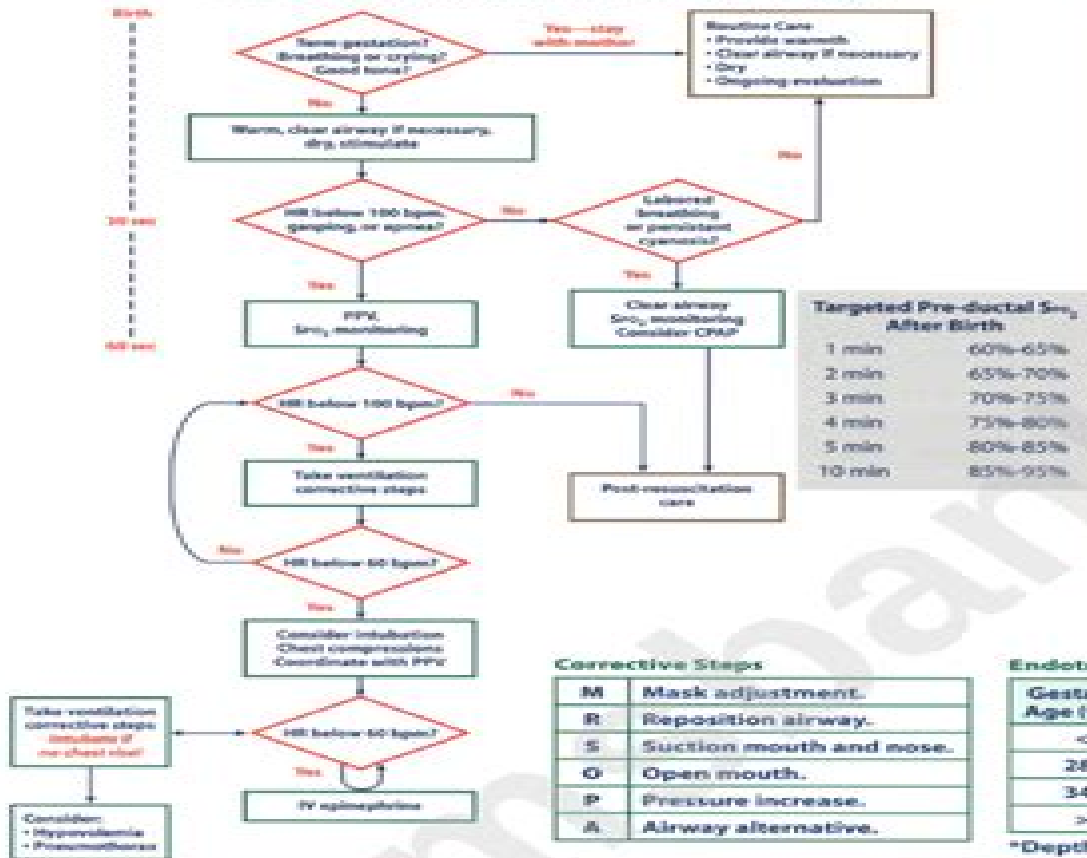 Birth
Term gestation?
Breathing or crying?
Good tone?
Yes—stay
with mother
Routine Care
• Provide warmth
• Clear airway if necessary
• Dry
• Ongoing evaluation
No
Warm, clear airway if necessary,
dry, stimulate
No
30 sec
HR below 100 bpm,
gasping, or apnea?
No
Labored
breathing
or persistent
cyanosis?
Yes
Yes
PPV,
SPO₂ monitoring
Clear airway
SPO₂ monitoring
Consider CPAP
60 sec
Targeted Pre-ductal SPO₂
After Birth
1 min 60%-65%
2 min 65%-70%
3 min 70%-75%
4 min 75%-80%
5 min 80%-85%
10 min 85%-95%
HR below 100 bpm?
No
Yes
Take ventilation
corrective steps
Post-resuscitation
care
No
HR below 60 bpm?
Yes
Consider intubation
Chest compressions
Coordinate with PPV
Take ventilation
corrective steps
Intubate if
no chest rise!
HR below 60 bpm?
Yes
IV epinephrine
Consider:
• Hypovolemia
• Pneumothorax
Corrective Steps
M Mask adjustment.
R Reposition airway.
S Suction mouth and nose.
O Open mouth.
P Pressure increase.
A Airway alternative.
Endot
Gest
Age (
28
34
*Depth